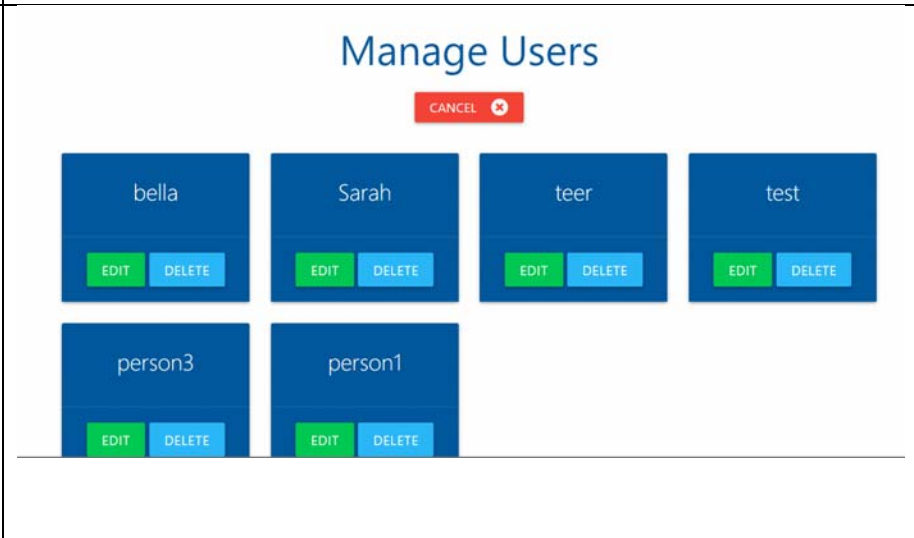 Manage Users
CANCEL
bella Sarah teer test
EDIT DELETE EDIT DELETE EDIT DELETE EDIT DELETE
person3 person1
EDIT DELETE EDIT DELETE